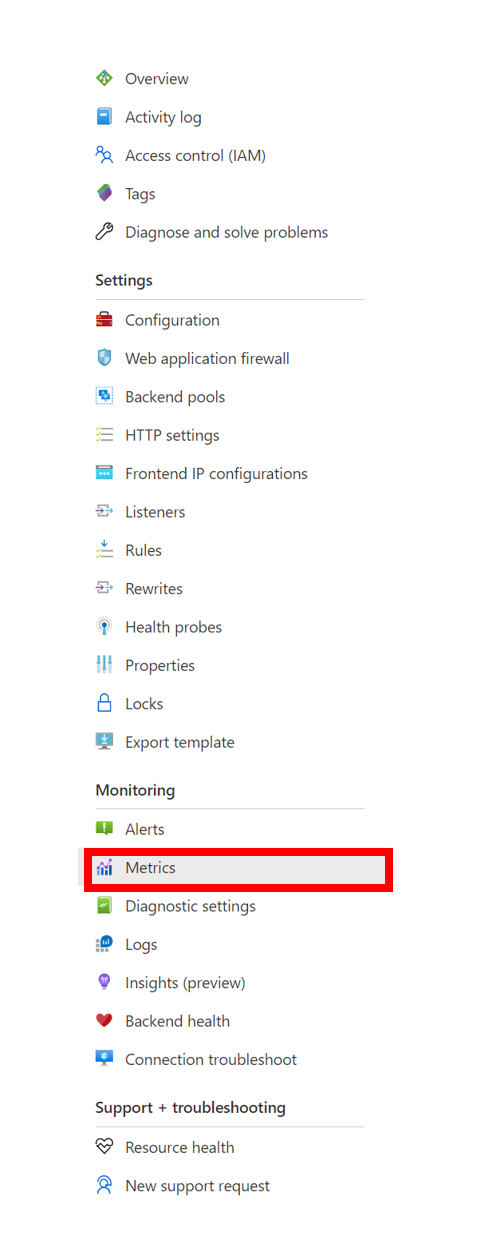 Overview
Activity log
Access control (IAM)
Tags
Diagnose and solve problems
Settings
Configuration
Web application firewall
Backend pools
HTTP settings
Frontend IP configurations
Listeners
Rules
Rewrites
Health probes
Properties
Locks
Export template
Monitoring
Alerts
Metrics
Diagnostic settings
Logs
Insights (preview)
Backend health
Connection troubleshoot
Support + troubleshooting
Resource health
New support request